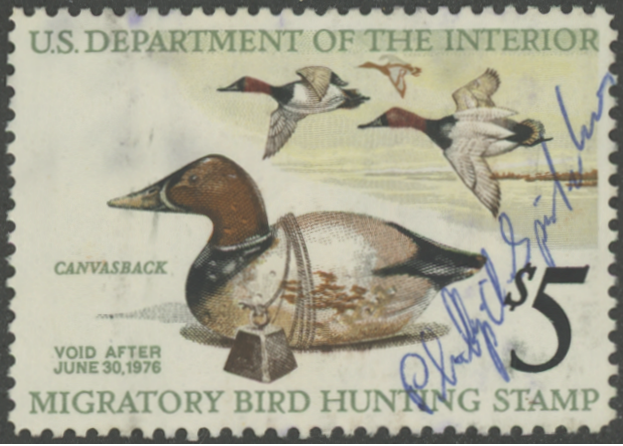 U.S. DEPARTMENT OF THE INTERIOR
CANVASBACK
$5
VOID AFTER
JUNE 30, 1976
MIGRATORY BIRD HUNTING STAMP